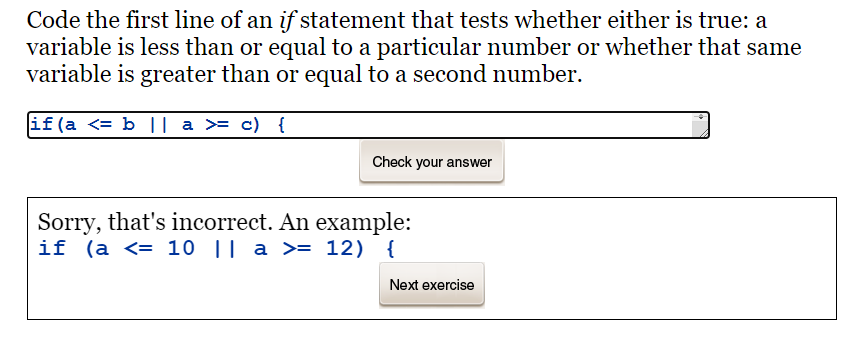 Code the first line of an if statement that tests whether either is true: a
variable is less than or equal to a particular number or whether that same
variable is greater than or equal to a second number.
if(a <= b || a >= c) {
Check your answer
Sorry, that's incorrect. An example:
if (a <= 10 || a >= 12) {
Next exercise